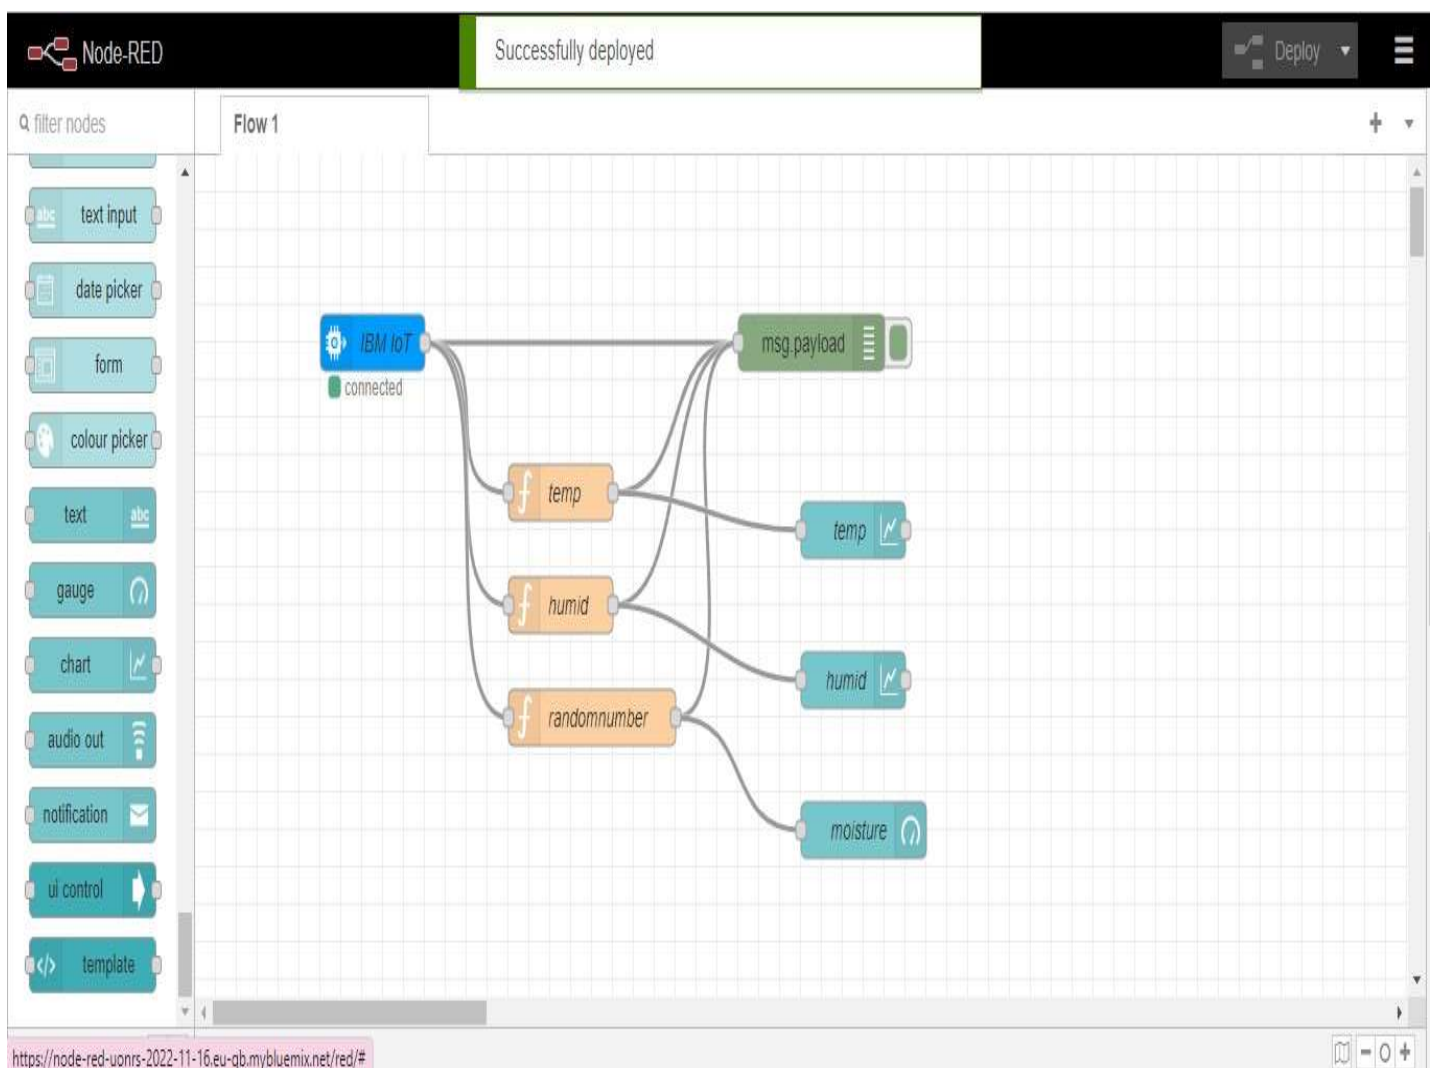 Node-RED
Successfully deployed
Deploy
filter nodes
Flow 1
abc text input
date picker
form
colour picker
text abc
gauge
chart
audio out
notification
ui control
</> template
IBM IoT
connected
msg.payload
temp
temp
humid
humid
randomnumber
moisture
https://node-red-uonrs-2022-11-16.eu-gb.mybluemix.net/red/#